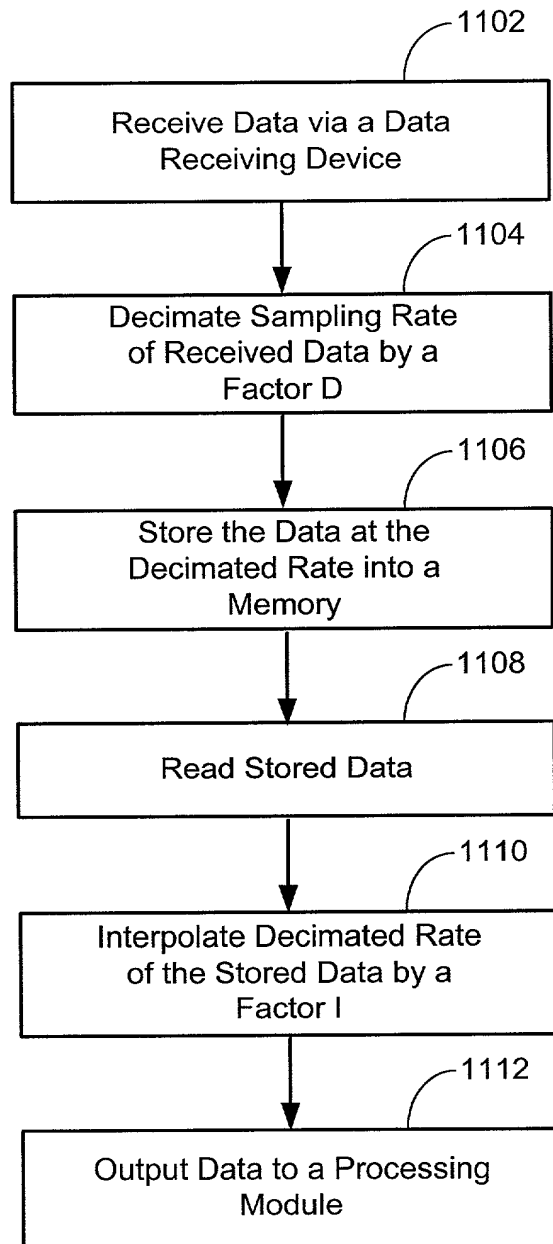 1102
Receive Data via a Data
Receiving Device
1104
Decimate Sampling Rate
of Received Data by a
Factor D
1106
Store the Data at the
Decimated Rate into a
Memory
1108
Read Stored Data
1110
Interpolate Decimated Rate
of the Stored Data by a
Factor I
1112
Output Data to a Processing
Module